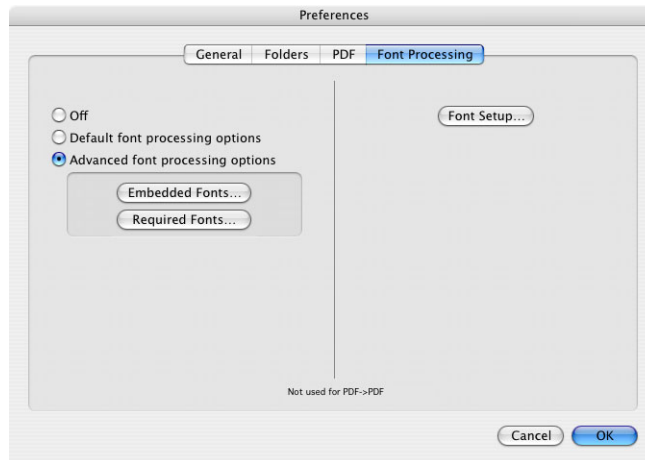 Preferences
General Folders PDF Font Processing
Off
Default font processing options
Advanced font processing options
Embedded Fonts...
Required Fonts...
Font Setup...
Not used for PDF->PDF
Cancel OK